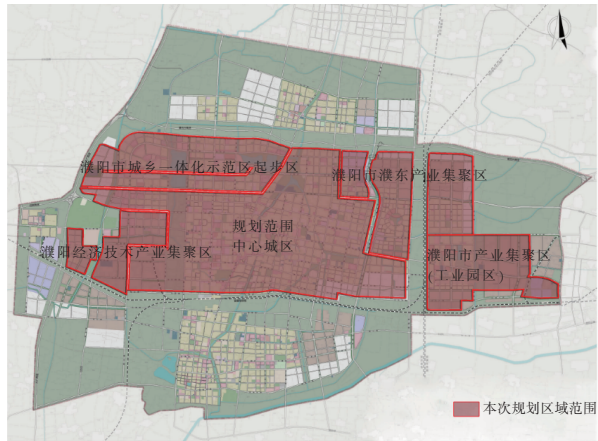 濮阳市城乡一体化示范区起步区
濮阳市濮东产业集聚区
规划范围
中心城区
濮阳经济技术产业集聚区
濮阳市产业集聚区
(工业园区)
本次规划区域范围